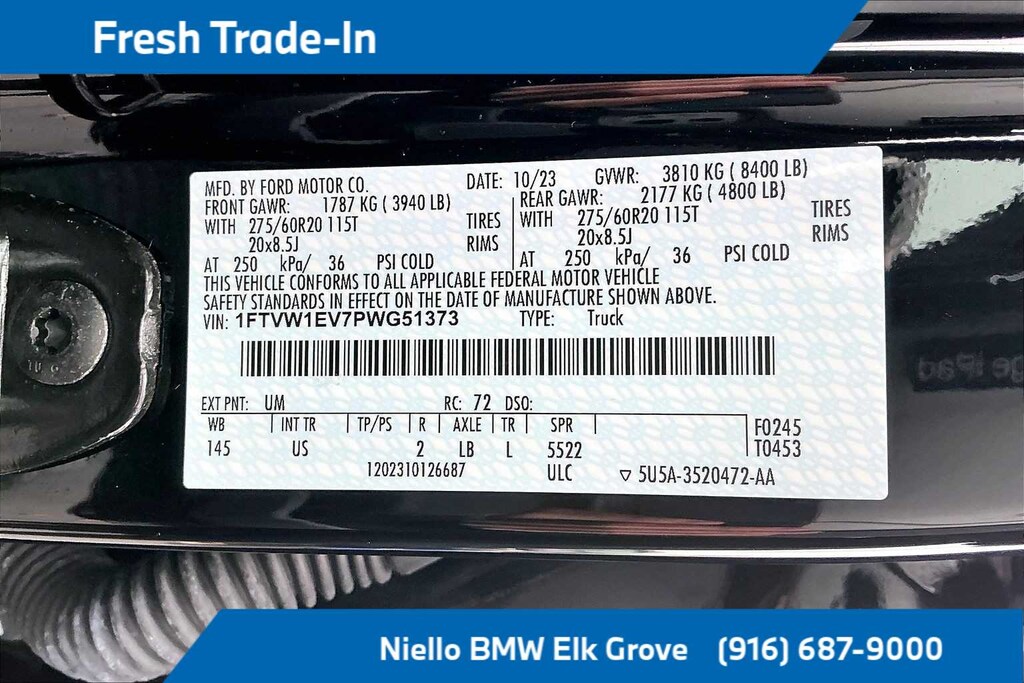 Fresh Trade-In
MFD. BY FORD MOTOR CO. DATE: 10/23 GVWR: 3810 KG ( 8400 LB)
FRONT GAWR: 1787 KG ( 3940 LB) REAR GAWR: 2177 KG ( 4800 LB)
WITH 275/60R20 115T TIRES WITH 275/60R20 115T TIRES
20x8.5J RIMS 20x8.5J RIMS
AT 250 kPa/ 36 PSI COLD AT 250 kPa/ 36 PSI COLD
THIS VEHICLE CONFORMS TO ALL APPLICABLE FEDERAL MOTOR VEHICLE
SAFETY STANDARDS IN EFFECT ON THE DATE OF MANUFACTURE SHOWN ABOVE.
VIN: 1FTVW1EV7PWG51373 TYPE: Truck
EXT PNT: UM RC: 72 DSO:
WB INT TR TP/PS R AXLE TR SPR F0245
145 US 2 LB L 5522 T0453
1202310126687 ULC ▽ 5U5A-3520472-AA
Niello BMW Elk Grove (916) 687-9000